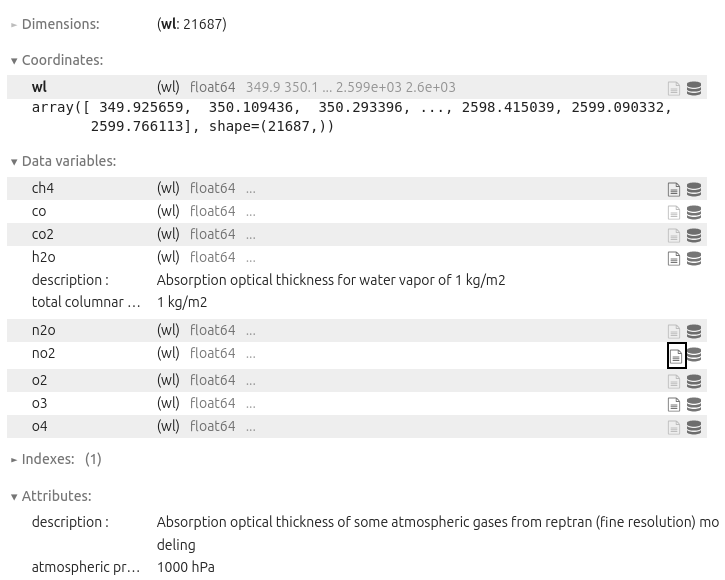 ▸ Dimensions: (wl: 21687)
▾ Coordinates:
wl (wl) float64 349.9 350.1 ... 2.599e+03 2.6e+03
array([ 349.925659,  350.109436,  350.293396, ..., 2598.415039, 2599.090332,
2599.766113], shape=(21687,))
▾ Data variables:
ch4 (wl) float64 ...
co (wl) float64 ...
co2 (wl) float64 ...
h2o (wl) float64 ...
description : Absorption optical thickness for water vapor of 1 kg/m2
total columnar … 1 kg/m2
n2o (wl) float64 ...
no2 (wl) float64 ...
o2 (wl) float64 ...
o3 (wl) float64 ...
o4 (wl) float64 ...
▸ Indexes: (1)
▾ Attributes:
description : Absorption optical thickness of some atmospheric gases from reptran (fine resolution) mo
deling
atmospheric pr… 1000 hPa